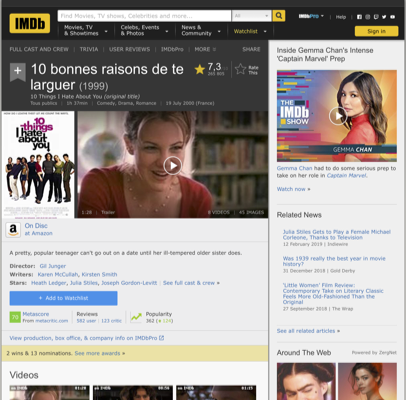 IMDb
Find Movies, TV shows, Celebrities and more...
All
IMDbPro
Help
Movies, TV & Showtimes
Celebs, Events & Photos
News & Community
Watchlist
Sign in
FULL CAST AND CREW | TRIVIA | USER REVIEWS | IMDbPro | MORE
SHARE
10 bonnes raisons de te larguer (1999)
10 Things I Hate About You (original title)
Tous publics | 1h 37min | Comedy, Drama, Romance | 19 July 2000 (France)
7,3
Rate This
10 things i hate about you
1:28 | Trailer
8 VIDEOS | 45 IMAGES
On Disc
at Amazon
A pretty, popular teenager can't go out on a date until her ill-tempered older sister does.
Director: Gil Junger
Writers: Karen McCullah, Kirsten Smith
Stars: Heath Ledger, Julia Stiles, Joseph Gordon-Levitt | See full cast & crew »
+ Add to Watchlist
Metascore
From metacritic.com
Reviews
382 user | 123 critic
Popularity
View production, box office, & company info on IMDbPro
2 wins & 13 nominations. See more awards »
Videos
Inside Gemma Chan's Intense 'Captain Marvel' Prep
THE IMDb SHOW
GEMMA CHAN
Gemma Chan had to do some serious prep to take on her role in Captain Marvel.
Watch now »
Related News
Julia Stiles Gets to Play a Female Michael Corleone, Thanks to Television
12 February 2019 | Indiewire
Was 1939 really the best year in movie history?
31 December 2018 | Gold Derby
'Little Women' Film Review: Contemporary Take on Literary Classic Feels More Old-Fashioned Than the Original
27 September 2018 | The Wrap
See all related articles »
Around The Web
Powered by ZergNet